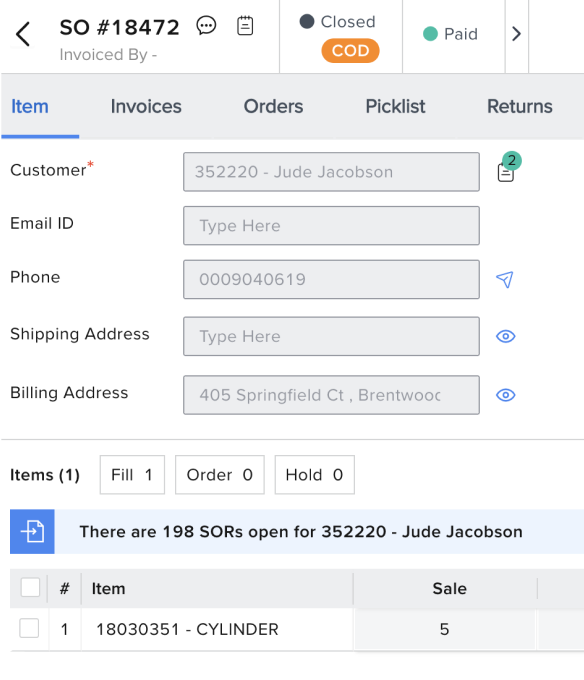 SO #18472
Invoiced By -
Closed
COD
Paid
Item Invoices Orders Picklist Returns
Customer* 352220 - Jude Jacobson 2
Email ID Type Here
Phone 0009040619
Shipping Address Type Here
Billing Address 405 Springfield Ct , Brentwood
Items (1) Fill 1 Order 0 Hold 0
There are 198 SORs open for 352220 - Jude Jacobson
# Item Sale
1 18030351 - CYLINDER 5